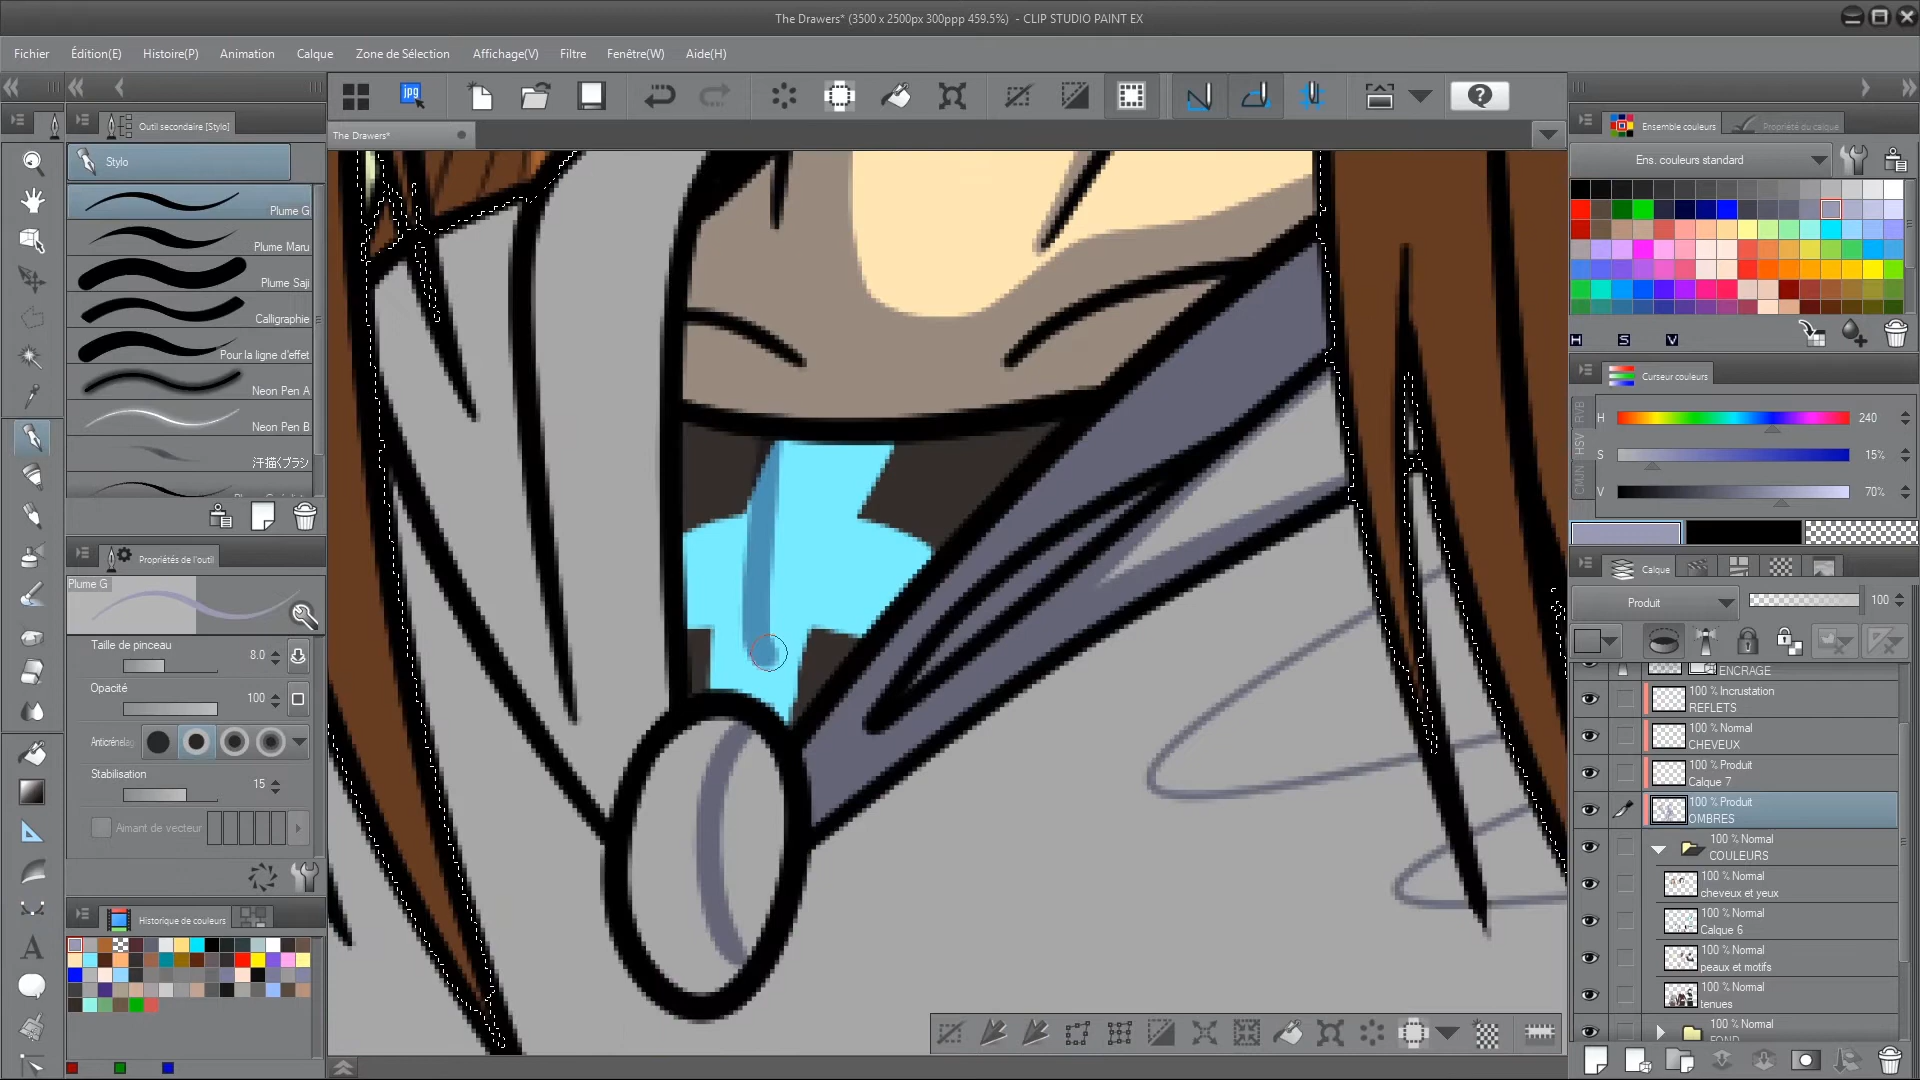 The Drawers* (3500 x 2500px 300ppp 459.5%) - CLIP STUDIO PAINT EX
Fichier Édition(E) Histoire(P) Animation Calque Zone de Sélection Affichage(V) Filtre Fenêtre(W) Aide(H)
jpg
?
Outil secondaire [Stylo]
The Drawers*
Ensemble couleurs
Propriété du calque
Stylo
Ens. couleurs standard
Plume G
Plume Maru
Plume Saji
Calligraphie
Pour la ligne d'effet
Neon Pen A
Neon Pen B
汗描くブラシ
H S V
Curseur couleurs
RVB
HSV
CMJN
H 240
S 15%
V 70%
Propriétés de l'outil
Plume G
Taille de pinceau 8.0
Opacité 100
Anticrénelag
Stabilisation 15
Aimant de vecteur
Historique de couleurs
Calque
Produit 100
ENCRAGE
100 % Incrustation
REFLETS
100 % Normal
CHEVEUX
100 % Produit
Calque 7
100 % Produit
OMBRES
100 % Normal
COULEURS
100 % Normal
cheveux et yeux
100 % Normal
Calque 6
100 % Normal
peaux et motifs
100 % Normal
tenues
100 % Normal
FOND